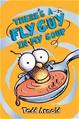 THERE'S A
FLY GUY
IN MY SOUP
Tedd Arnold